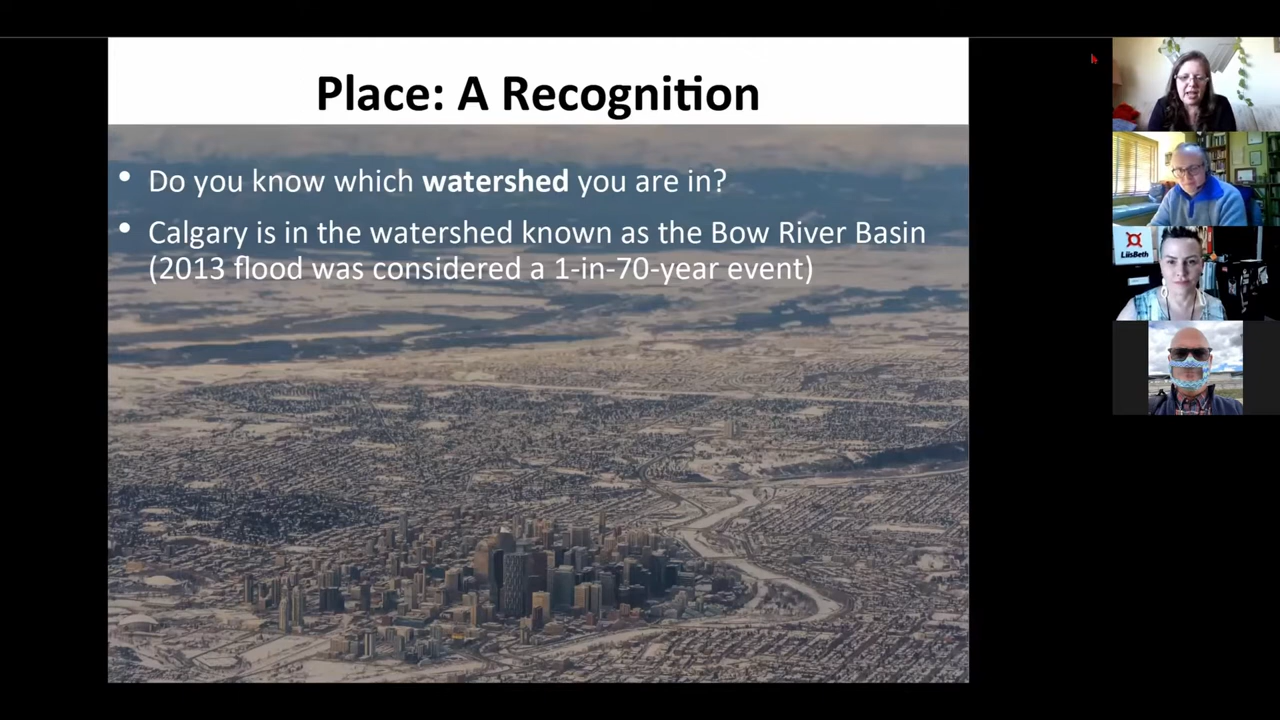 Place: A Recognition
• Do you know which watershed you are in?
• Calgary is in the watershed known as the Bow River Basin
(2013 flood was considered a 1-in-70-year event)
LiisBeth